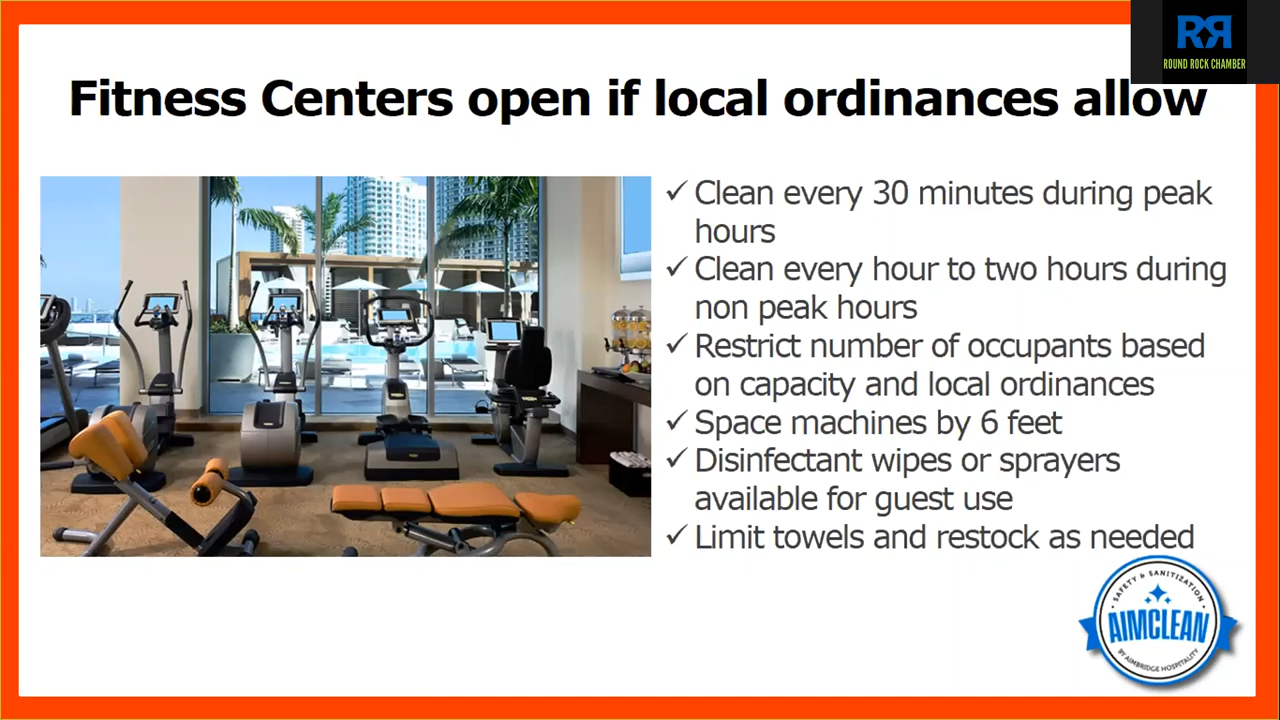 RR
ROUND ROCK CHAMBER
Fitness Centers open if local ordinances allow
✓ Clean every 30 minutes during peak
hours
✓ Clean every hour to two hours during
non peak hours
✓ Restrict number of occupants based
on capacity and local ordinances
✓ Space machines by 6 feet
✓ Disinfectant wipes or sprayers
available for guest use
✓ Limit towels and restock as needed
SAFETY & SANITIZATION
AIMCLEAN
BY AIMBRIDGE HOSPITALITY